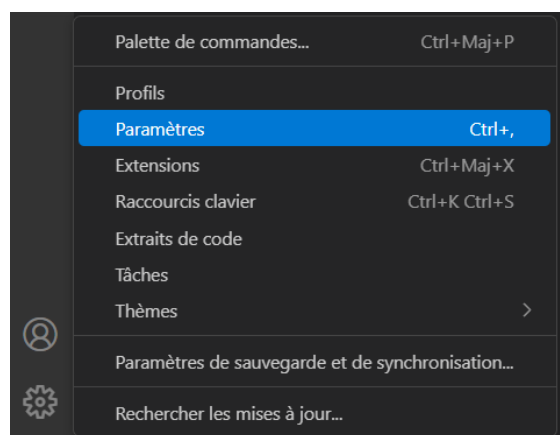 Palette de commandes... Ctrl+Maj+P
Profils
Paramètres Ctrl+,
Extensions Ctrl+Maj+X
Raccourcis clavier Ctrl+K Ctrl+S
Extraits de code
Tâches
Thèmes
Paramètres de sauvegarde et de synchronisation...
Rechercher les mises à jour...